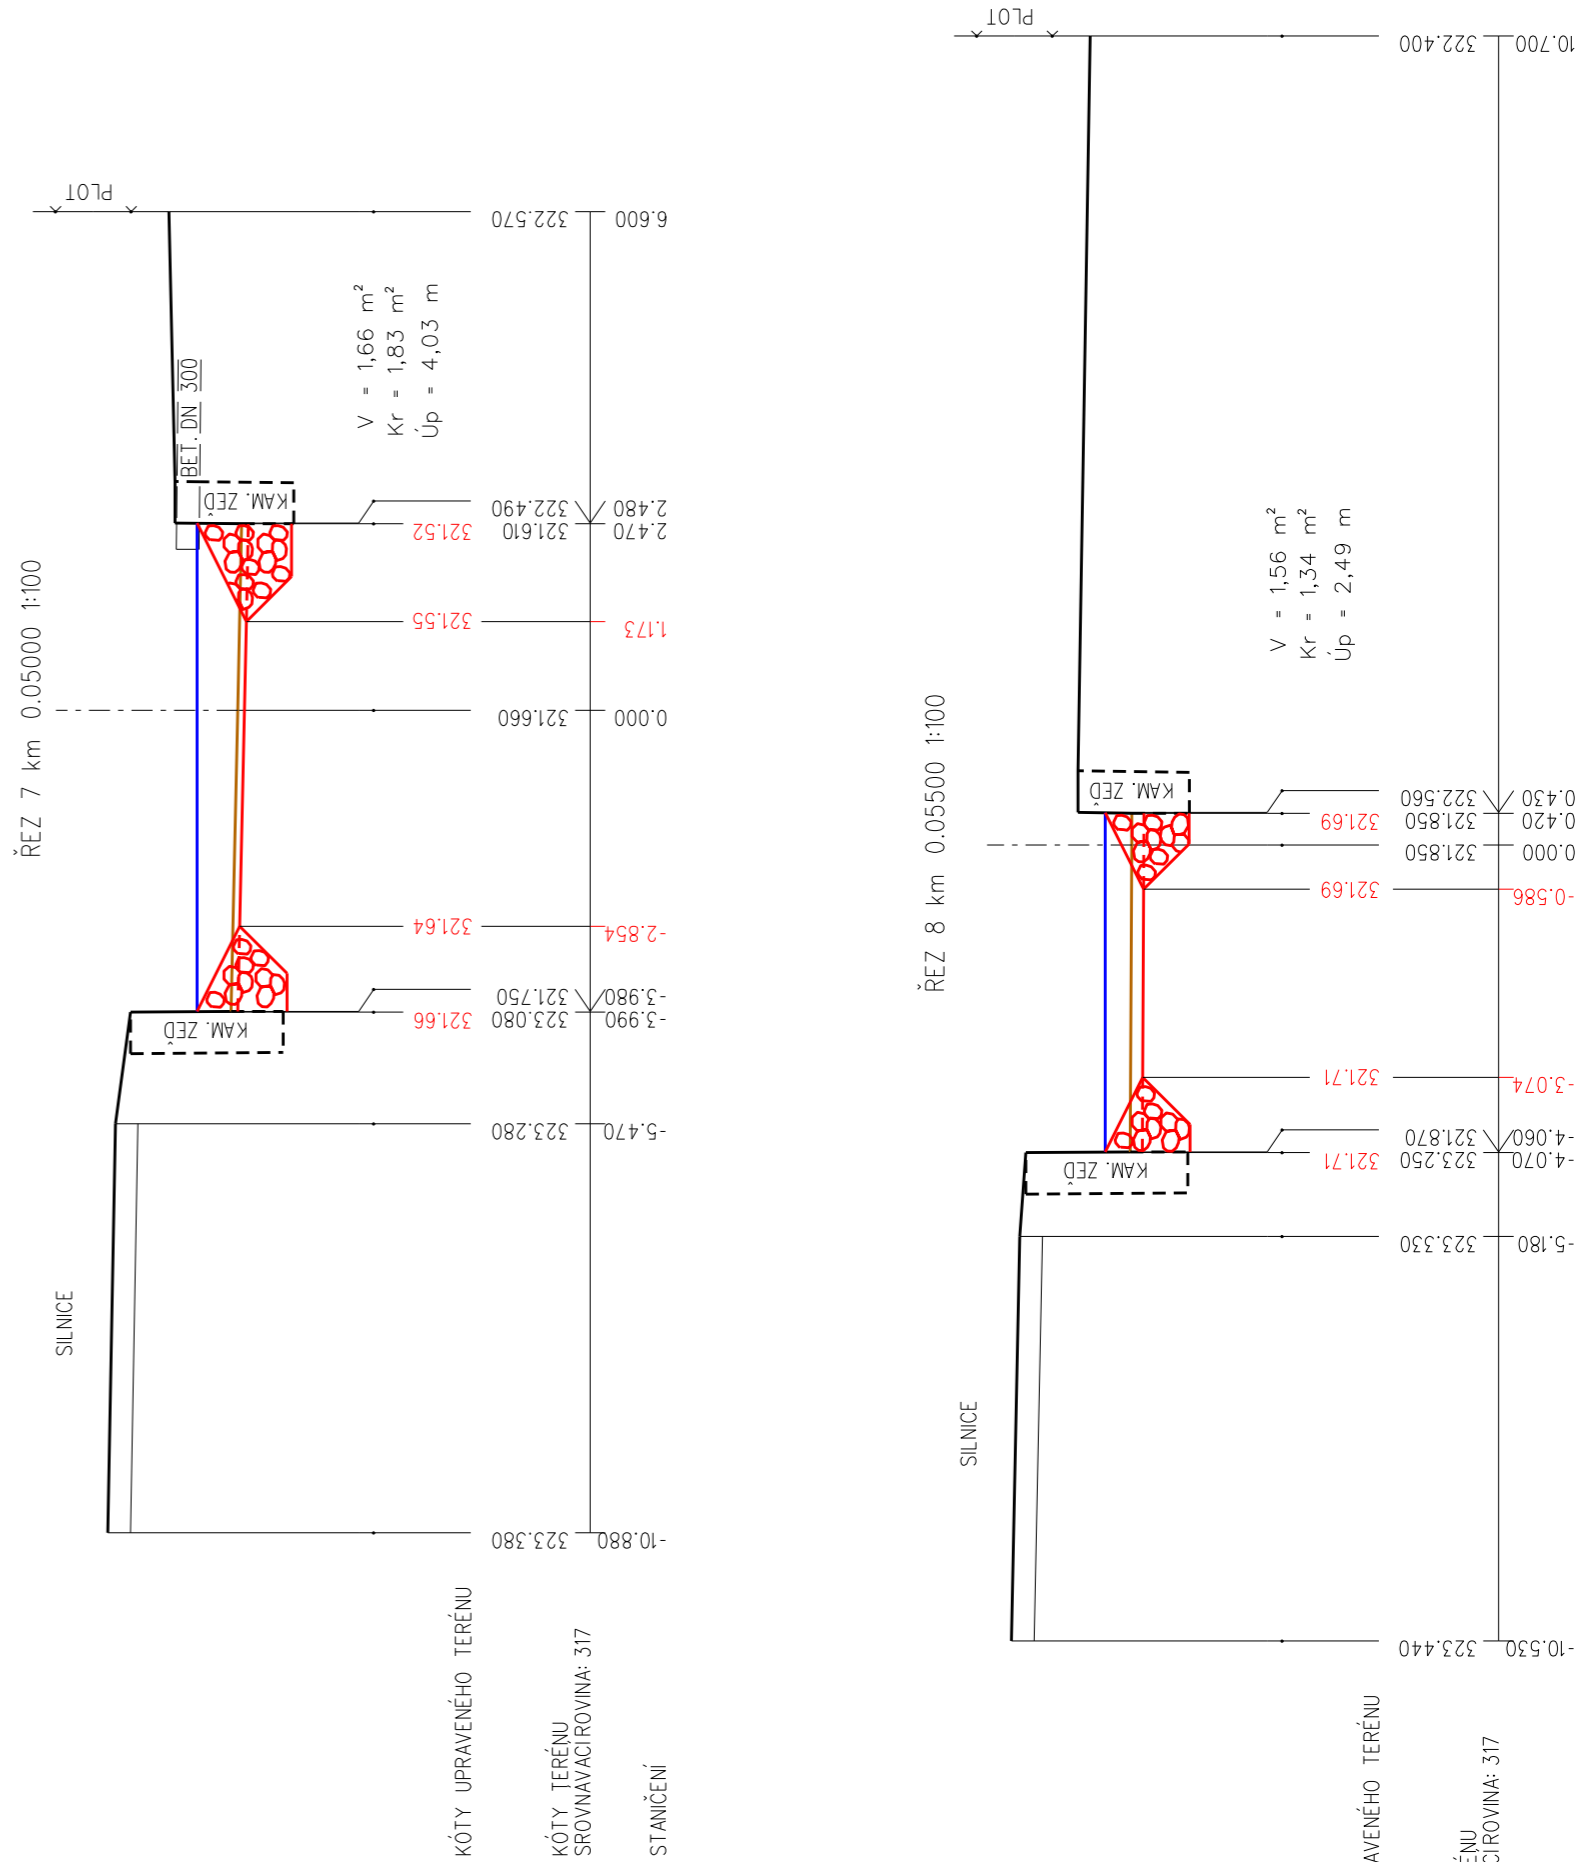 ŘEZ 7 km 0.05000 1:100
PLOT
BET. DN 300
KAM. ZEĎ
KAM. ZEĎ
SILNICE
V = 1,66 m²
Kr = 1,83 m²
Úp = 4,03 m
KÓTY UPRAVENÉHO TERÉNU
321.66
321.64
321.55
321.52
KÓTY TERÉNU
SROVNÁVACÍ ROVINA: 317
323.380
323.280
323.080
321.750
321.660
321.610
322.490
322.570
STANIČENÍ
-10.880
-5.470
-3.990
-3.980
-2.854
0.000
1.173
2.470
2.480
6.600
ŘEZ 8 km 0.05500 1:100
PLOT
KAM. ZEĎ
KAM. ZEĎ
SILNICE
V = 1,56 m²
Kr = 1,34 m²
Úp = 2,49 m
AVENÉHO TERÉNU
321.71
321.71
321.69
321.69
ÉNU
CÍ ROVINA: 317
323.440
323.330
323.250
321.870
321.850
321.850
322.560
322.400
-10.530
-5.180
-4.070
-4.060
-3.074
-0.586
0.000
0.420
0.430
10.700